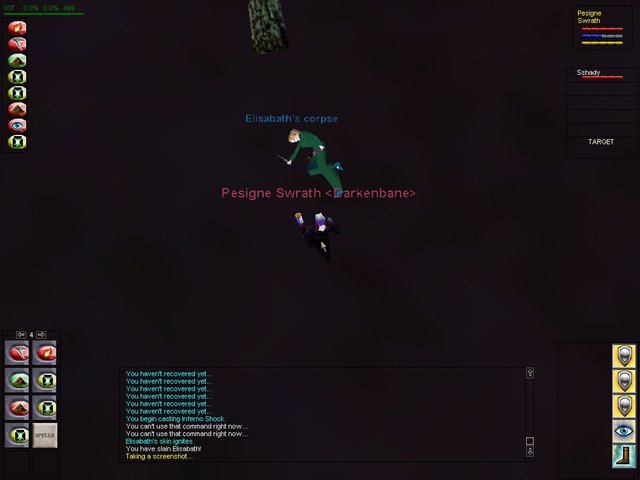 107 0.0% 0.0% 499
Pesigne
Swrath
Sshady
TARGET
Elisabath's corpse
Pesigne Swrath <Darkenbane>
4
SPELLS
You haven't recovered yet...
You haven't recovered yet...
You haven't recovered yet...
You haven't recovered yet...
You haven't recovered yet...
You haven't recovered yet...
You begin casting Inferno Shock.
You can't use that command right now...
You can't use that command right now...
Elisabath's skin ignites.
You have slain Elisabath!
Taking a screenshot...